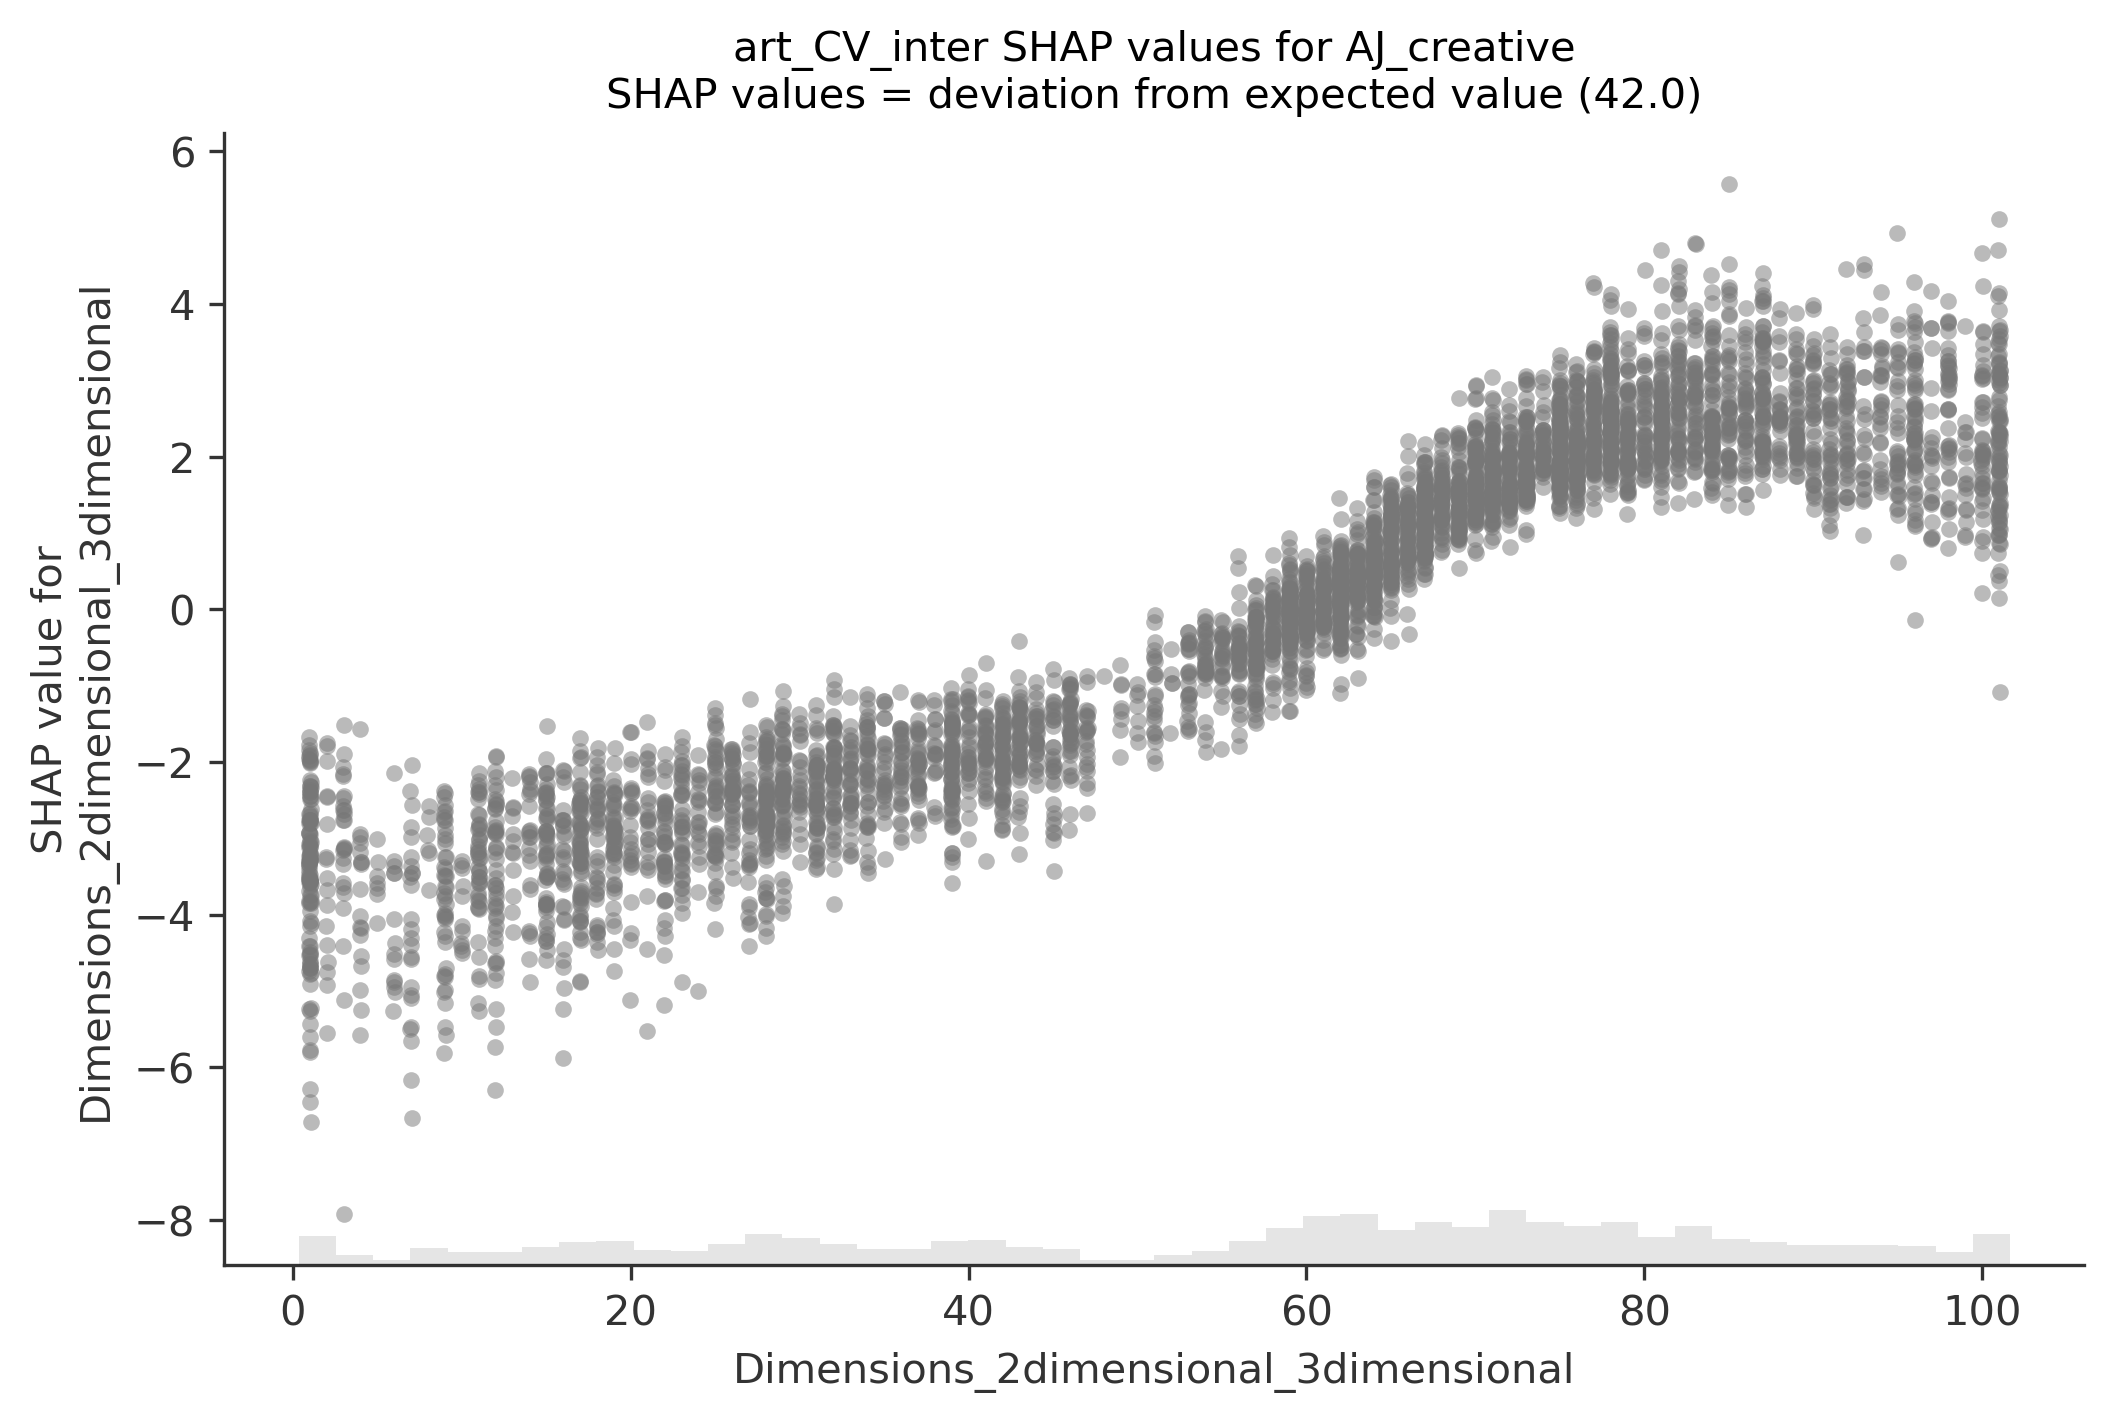 art_CV_inter SHAP values for AJ_creative
SHAP values = deviation from expected value (42.0)
SHAP value for
Dimensions_2dimensional_3dimensional
6
4
2
0
−2
−4
−6
−8
0 20 40 60 80 100
Dimensions_2dimensional_3dimensional